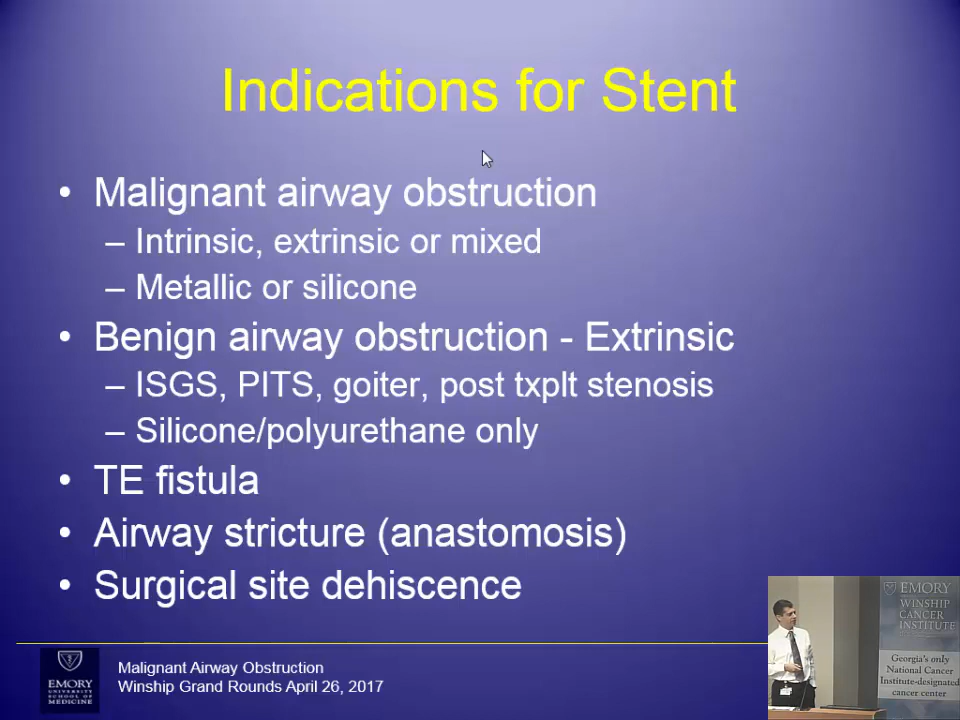 Indications for Stent
• Malignant airway obstruction
– Intrinsic, extrinsic or mixed
– Metallic or silicone
• Benign airway obstruction - Extrinsic
– ISGS, PITS, goiter, post txplt stenosis
– Silicone/polyurethane only
• TE fistula
• Airway stricture (anastomosis)
• Surgical site dehiscence
EMORY
UNIVERSITY
SCHOOL OF
MEDICINE
Malignant Airway Obstruction
Winship Grand Rounds April 26, 2017
EMORY
WINSHIP
CANCER
INSTITUTE
Georgia's only
National Cancer
Institute-designated
cancer center